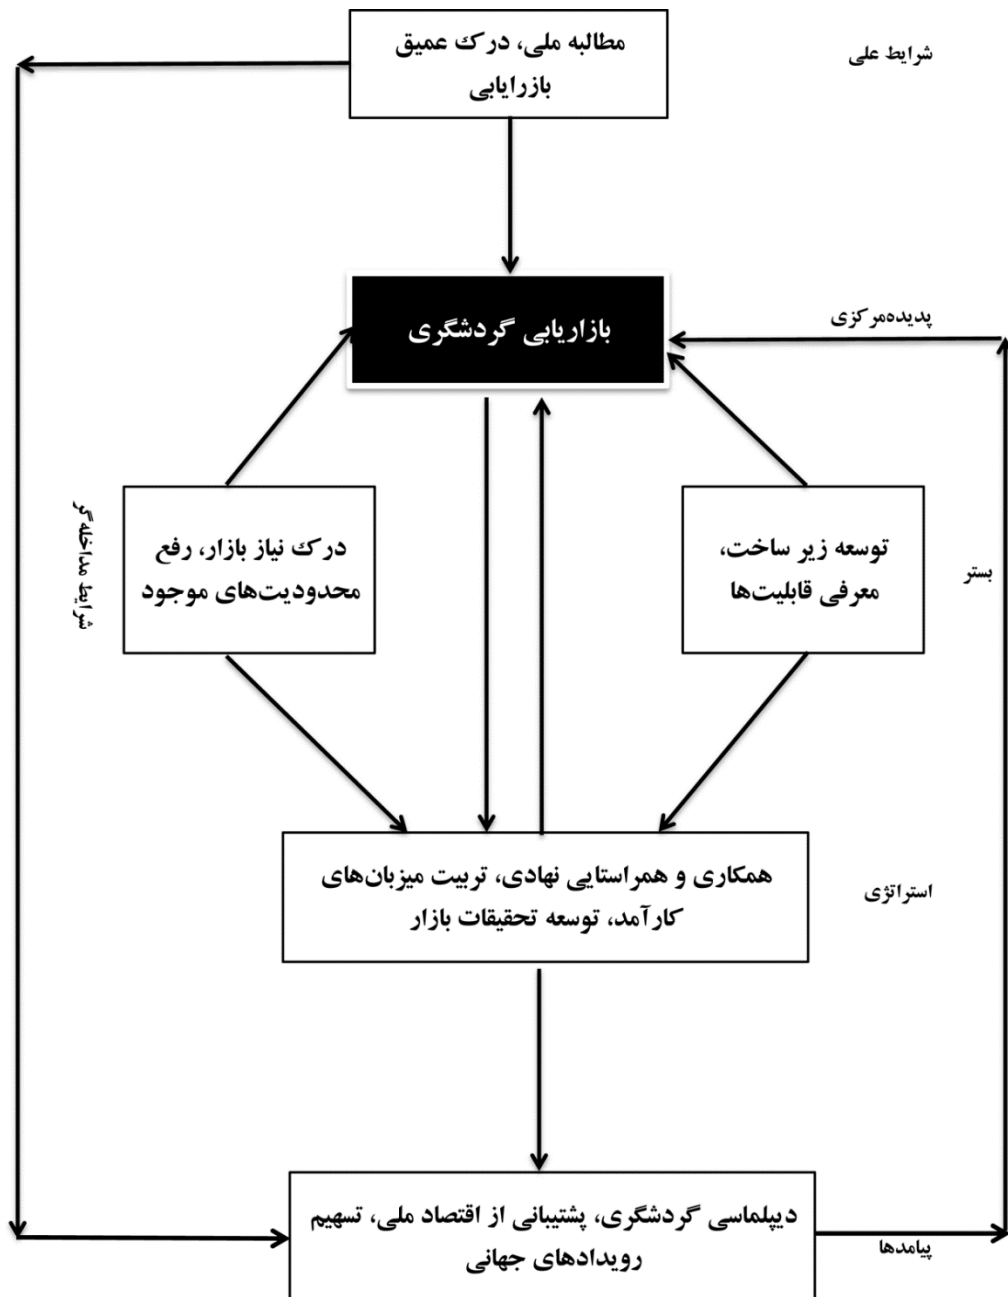 شرایط علی
مطالبه ملی، درک عمیق
بازرایابی
پدیده‌مرکزی
بازاریابی گردشگری
بستر
توسعه زیر ساخت،
معرفی قابلیت‌ها
درک نیاز بازار، رفع
محدودیت‌های موجود
شرایط مداخله‌گر
استراتژی
همکاری و همراستایی نهادی، تربیت میزبان‌های
کارآمد، توسعه تحقیقات بازار
پیامدها
دیپلماسی گردشگری، پشتیبانی از اقتصاد ملی، تسهیم
رویدادهای جهانی